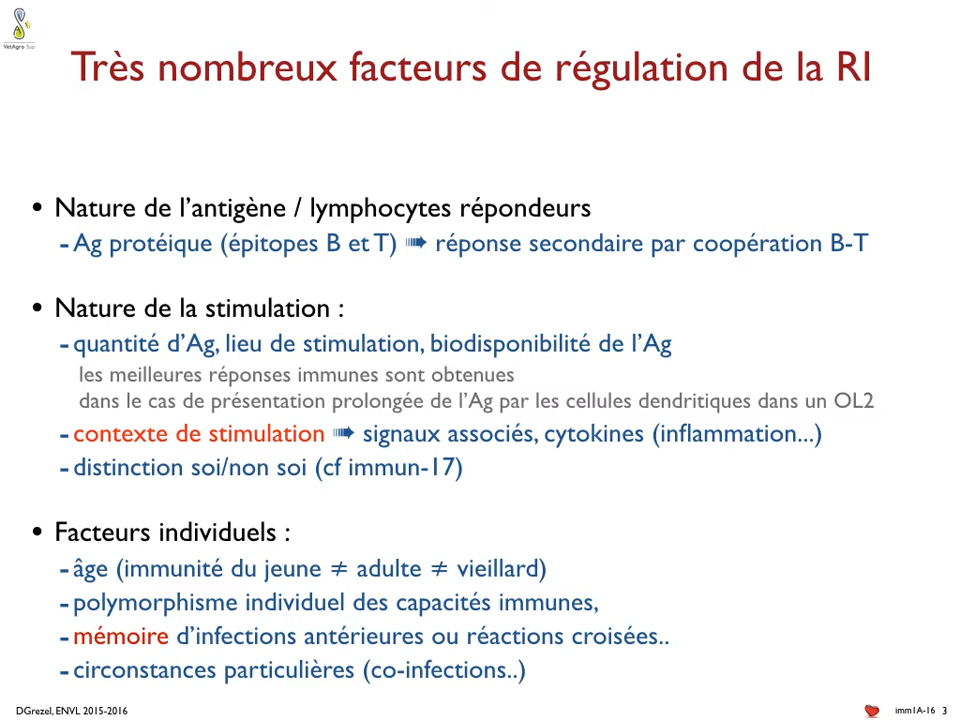 VetAgro Sup
Très nombreux facteurs de régulation de la RI
• Nature de l'antigène / lymphocytes répondeurs
- Ag protéique (épitopes B et T) ➠ réponse secondaire par coopération B-T
• Nature de la stimulation :
- quantité d'Ag, lieu de stimulation, biodisponibilité de l'Ag
les meilleures réponses immunes sont obtenues
dans le cas de présentation prolongée de l'Ag par les cellules dendritiques dans un OL2
- contexte de stimulation ➠ signaux associés, cytokines (inflammation...)
- distinction soi/non soi (cf immun-17)
• Facteurs individuels :
- âge (immunité du jeune ≠ adulte ≠ vieillard)
- polymorphisme individuel des capacités immunes,
- mémoire d'infections antérieures ou réactions croisées..
- circonstances particulières (co-infections..)
DGrezel, ENVL 2015-2016
imm1A-16 3